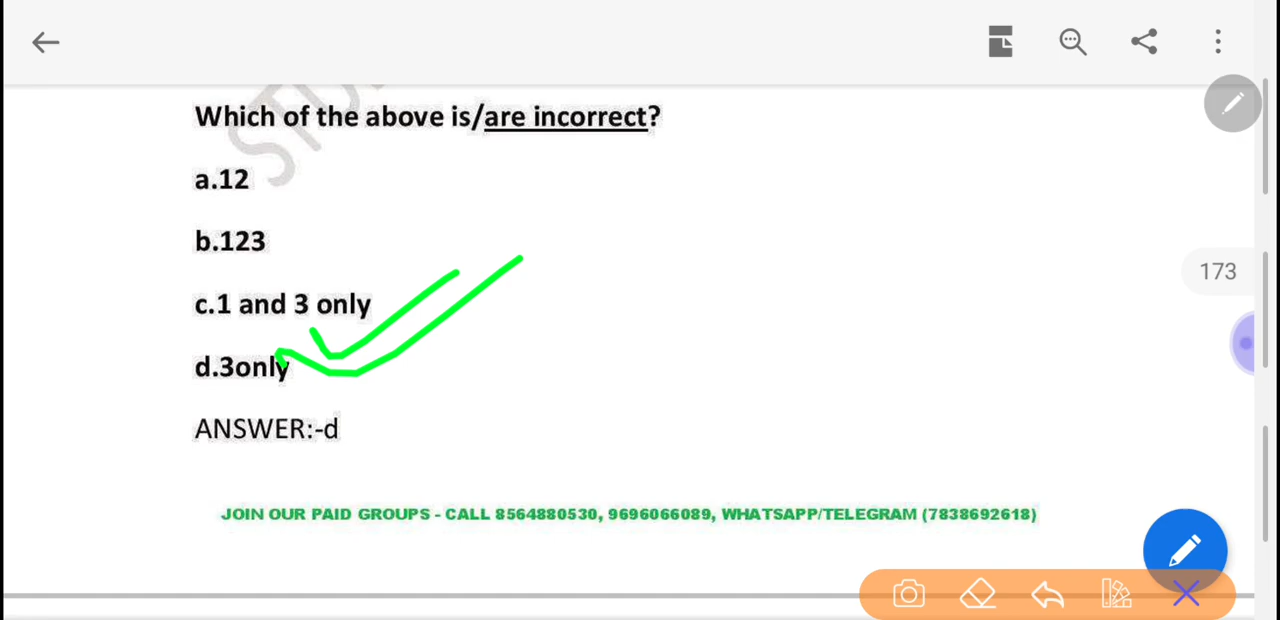 Which of the above is/are incorrect?
a.12
b.123
173
c.1 and 3 only
d.3only
ANSWER:-d
JOIN OUR PAID GROUPS - CALL 8564880530, 9696066089, WHATSAPP/TELEGRAM (7838692618)